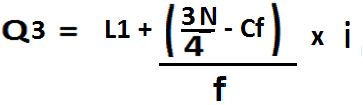 Q3 = L1 + (3N/4 - Cf)/f x i